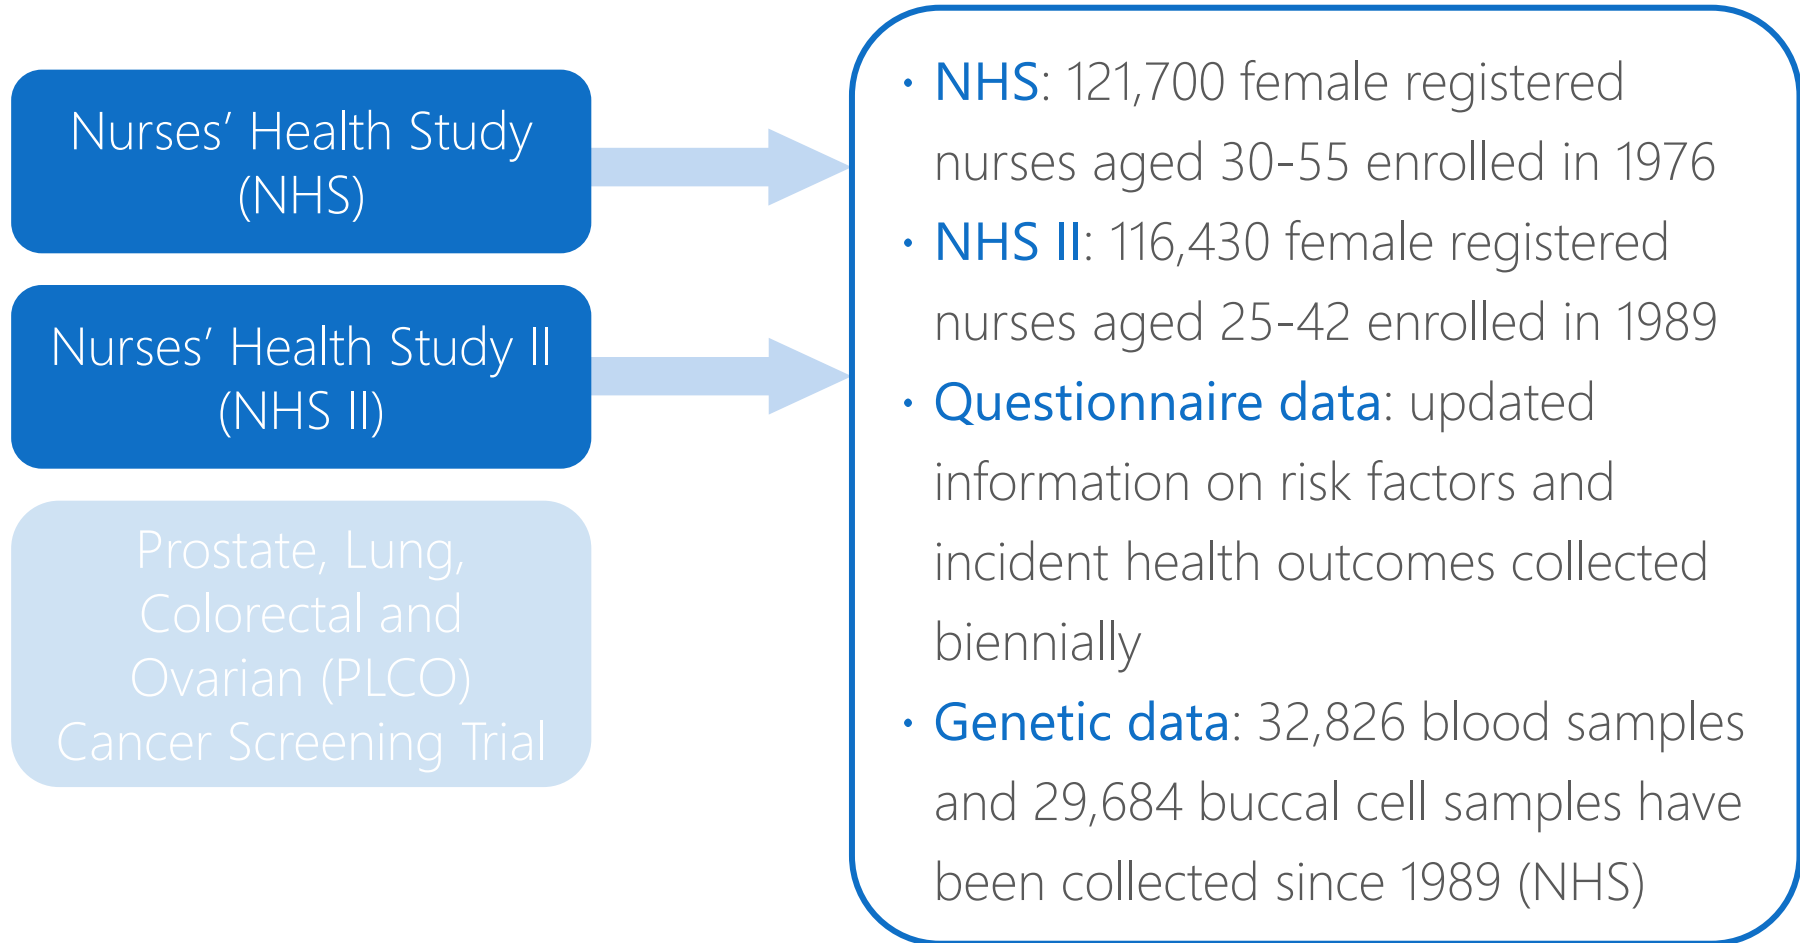 Nurses’ Health Study
(NHS)
Nurses’ Health Study II
(NHS II)
Prostate, Lung,
Colorectal and
Ovarian (PLCO)
Cancer Screening Trial
· NHS: 121,700 female registered
nurses aged 30-55 enrolled in 1976
· NHS II: 116,430 female registered
nurses aged 25-42 enrolled in 1989
· Questionnaire data: updated
information on risk factors and
incident health outcomes collected
biennially
· Genetic data: 32,826 blood samples
and 29,684 buccal cell samples have
been collected since 1989 (NHS)